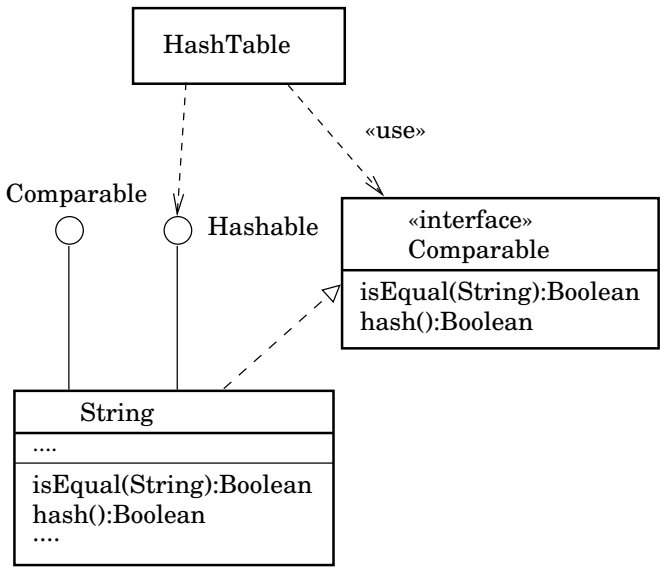 HashTable
«use»
Comparable
Hashable
«interface»
Comparable
isEqual(String):Boolean
hash():Boolean
String
....
isEqual(String):Boolean
hash():Boolean
....